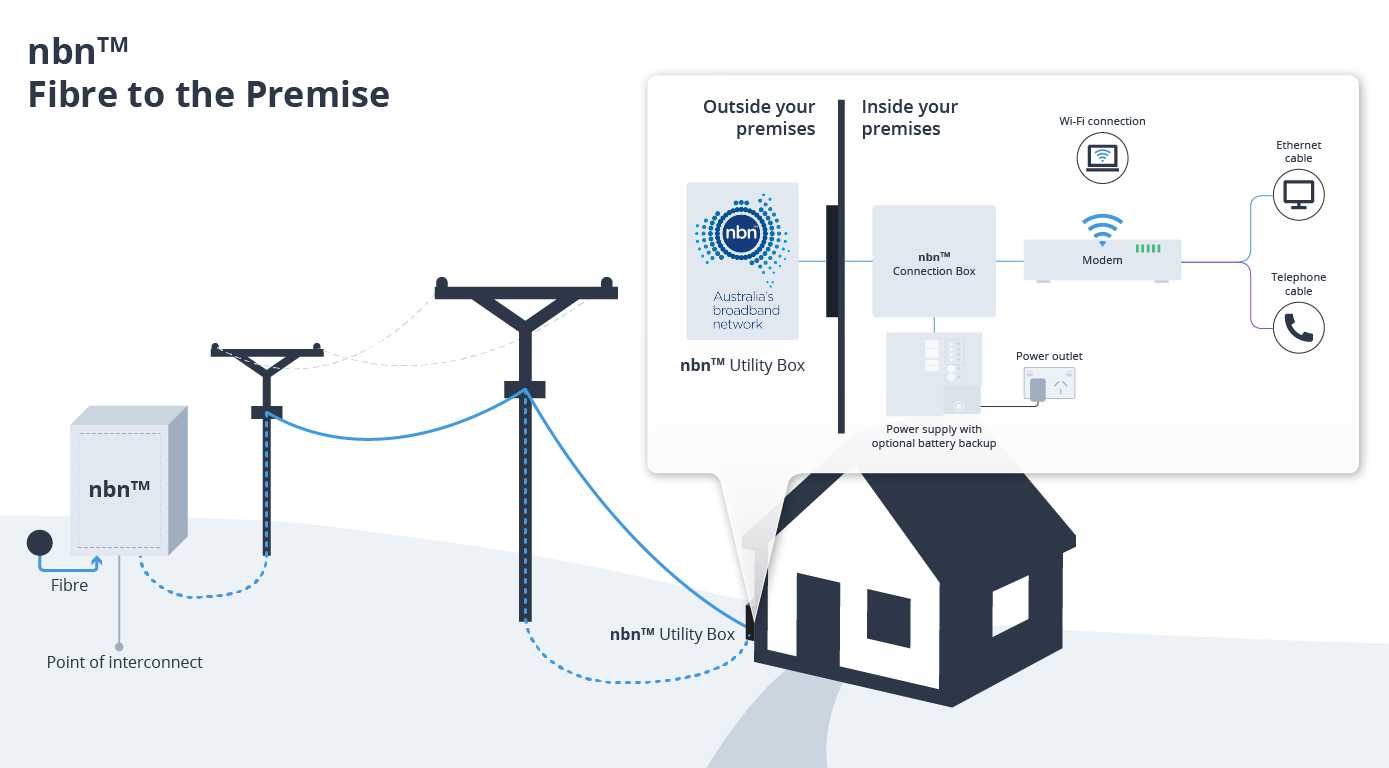 nbn™
Fibre to the Premise
Outside your
premises
Inside your
premises
Wi-Fi connection
Ethernet
cable
nbn
Australia's
broadband
network
nbn™ Utility Box
nbn™
Connection Box
Modem
Telephone
cable
Power outlet
Power supply with
optional battery backup
nbn™
Fibre
Point of interconnect
nbn™ Utility Box